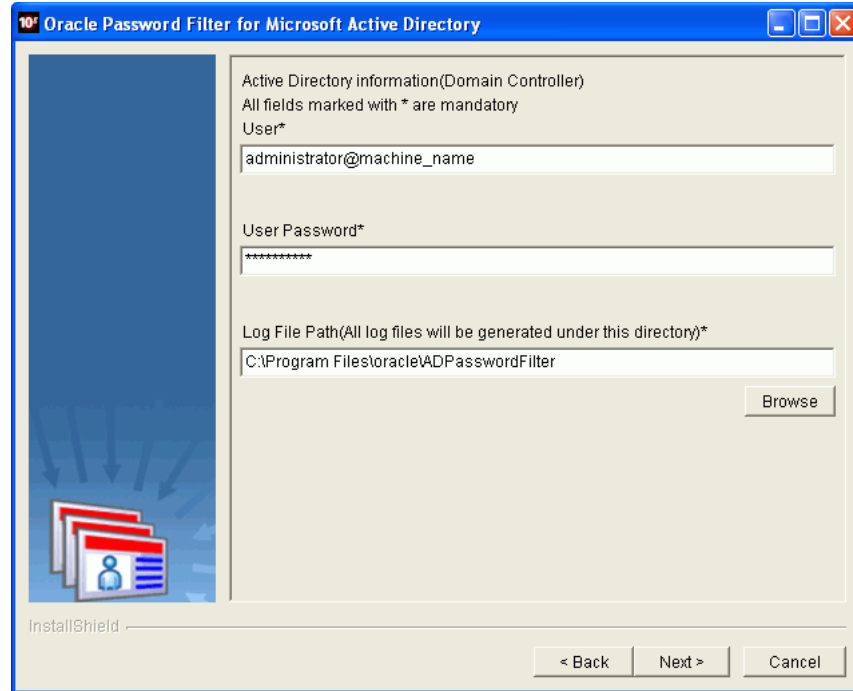 10g Oracle Password Filter for Microsoft Active Directory
Active Directory information(Domain Controller)
All fields marked with * are mandatory
User*
administrator@machine_name
User Password*
**********
Log File Path(All log files will be generated under this directory)*
C:\Program Files\oracle\ADPasswordFilter
Browse
InstallShield
< Back
Next >
Cancel